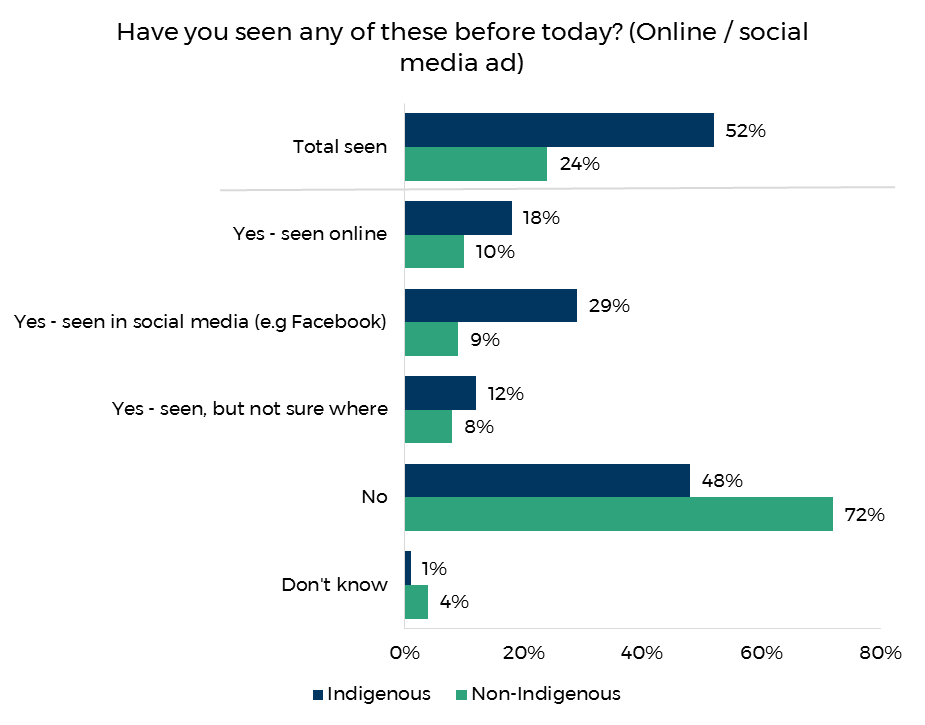 Have you seen any of these before today? (Online / social
media ad)
Total seen
52%
24%
Yes - seen online
18%
10%
Yes - seen in social media (e.g Facebook)
29%
9%
Yes - seen, but not sure where
12%
8%
No
48%
72%
Don't know
1%
4%
0% 20% 40% 60% 80%
Indigenous Non-Indigenous